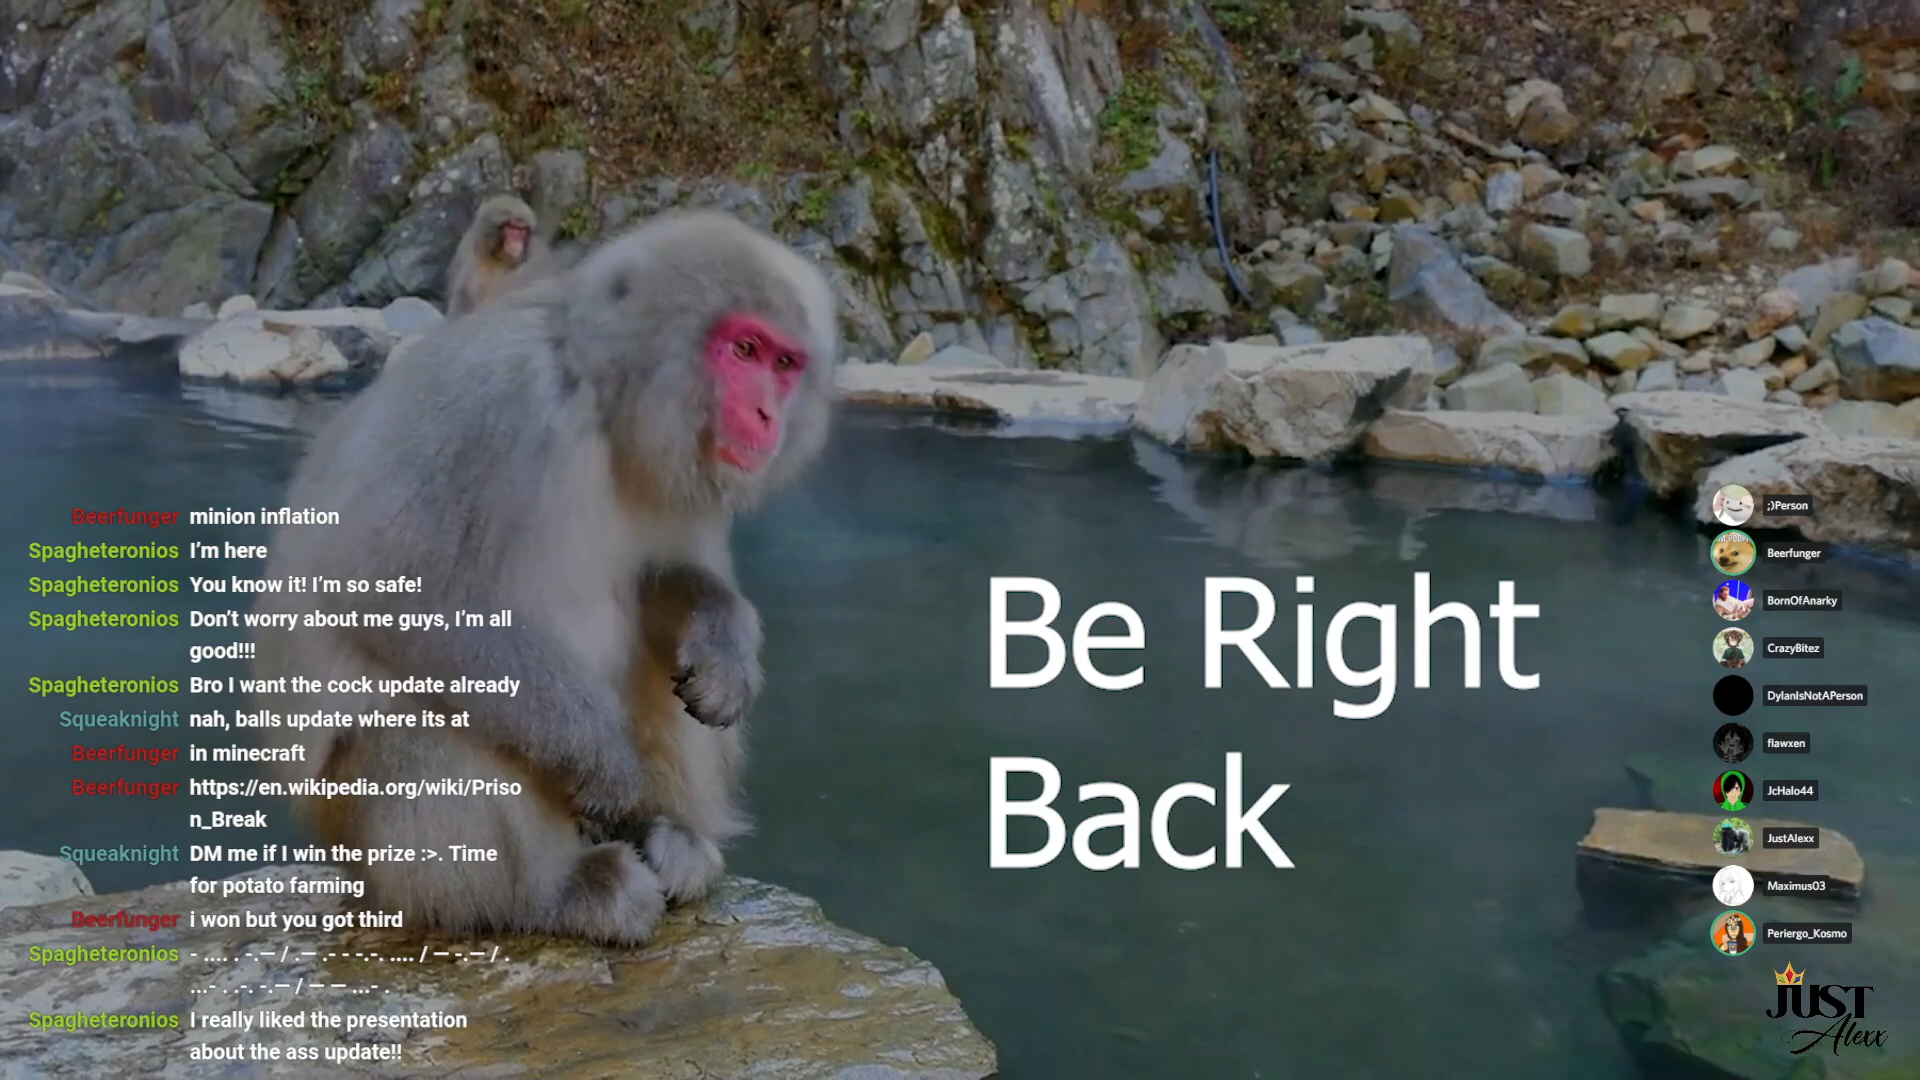 Beerfunger minion inflation
Spagheteronios I'm here
Spagheteronios You know it! I'm so safe!
Spagheteronios Don't worry about me guys, I'm all
good!!!
Spagheteronios Bro I want the cock update already
Squeaknight nah, balls update where its at
Beerfunger in minecraft
Beerfunger https://en.wikipedia.org/wiki/Priso
n_Break
Squeaknight DM me if I win the prize :>. Time
for potato farming
Beerfunger i won but you got third
Spagheteronios - .... . -.— / .— .- - -.-. .... / — -.— / .
...- . .-. -.— / — — ...- .
Spagheteronios I really liked the presentation
about the ass update!!
Be Right
Back
;)Person
Beerfunger
BornOfAnarky
CrazyBitez
DylanIsNotAPerson
flawxen
JcHalo44
JustAlexx
Maximus03
Periergo_Kosmo
JUST
Alexx